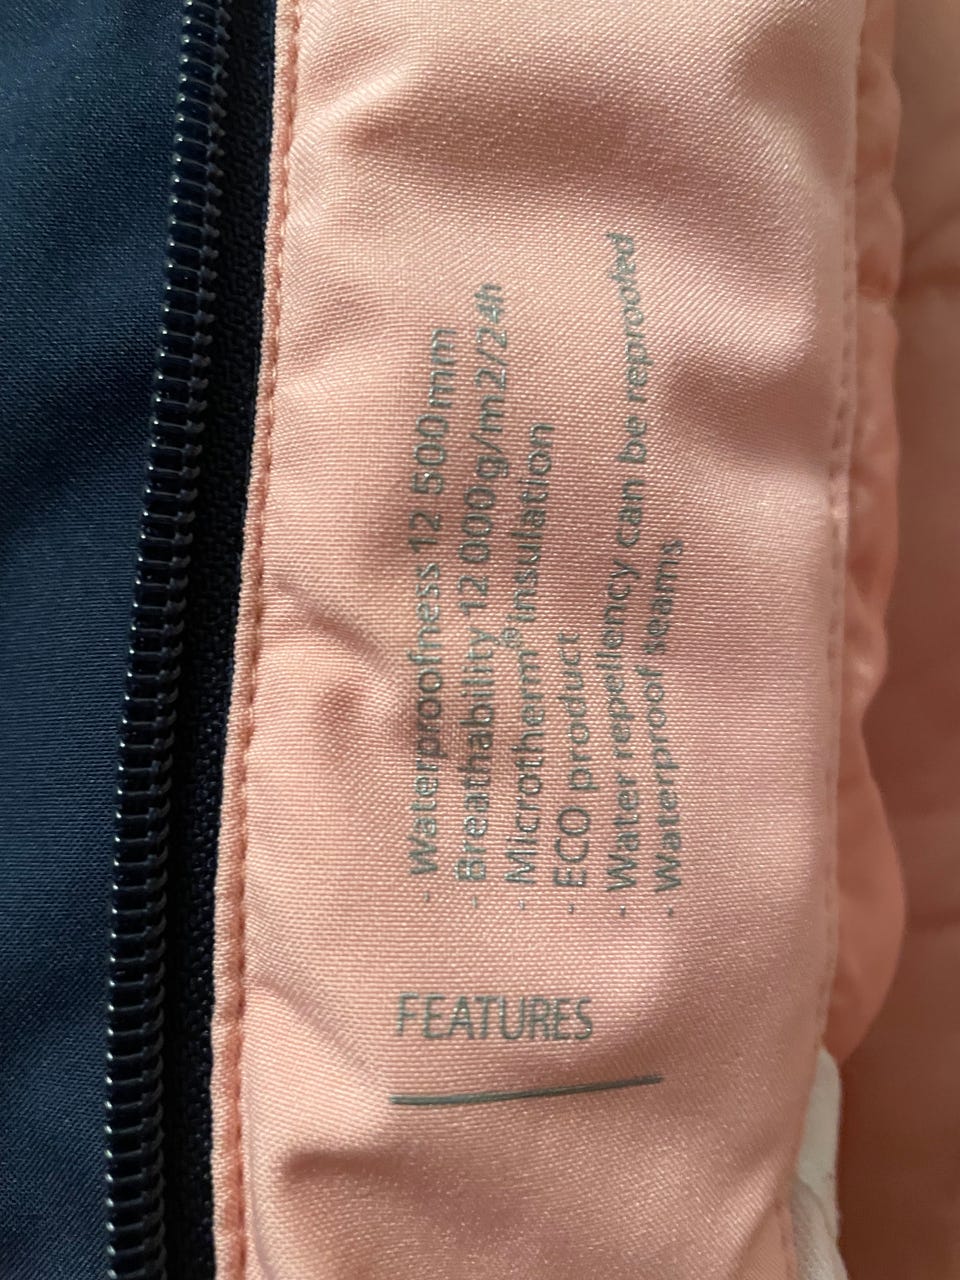 FEATURES
- Waterproofness 12 500mm
- Breathability 12 000g/m2/24h
- Microtherm® insulation
- ECO product
- Water repellency can be reproofed
- Waterproof seams